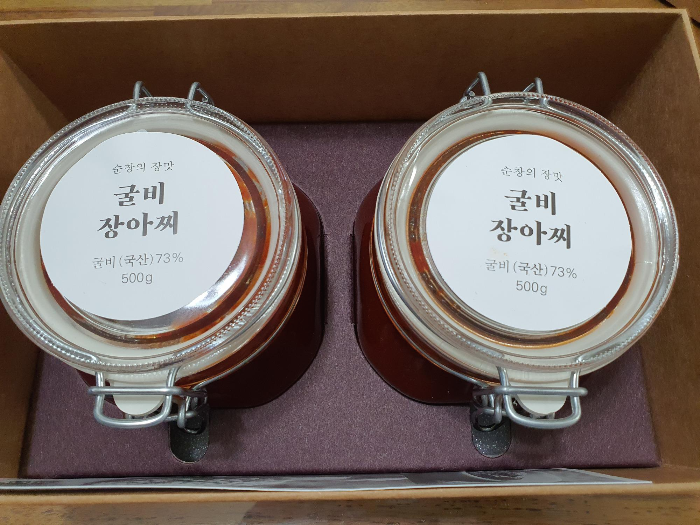 순창의 장맛
굴비
장아찌
굴비(국산)73%
500g
순창의 장맛
굴비
장아찌
굴비(국산)73%
500g